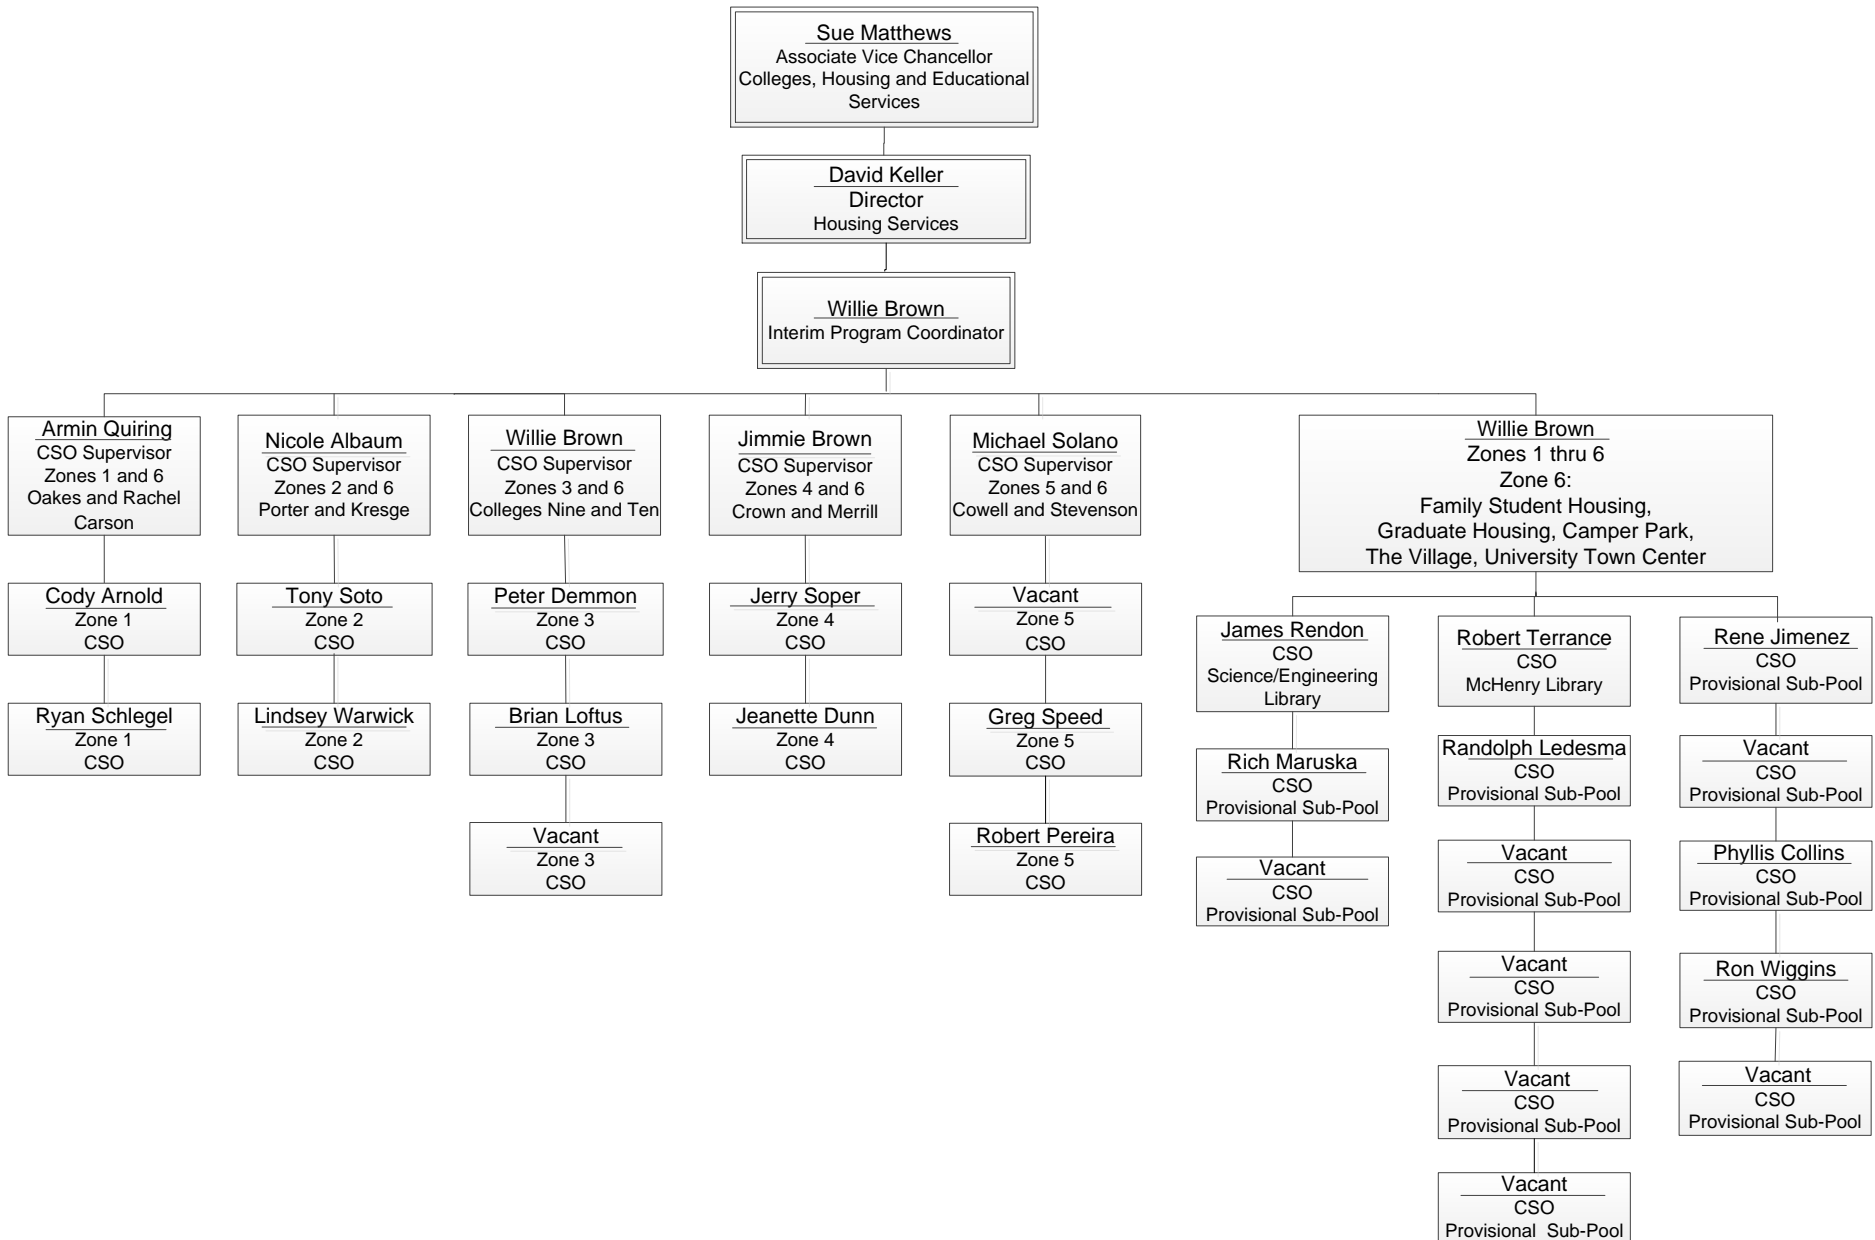 Sue Matthews
Associate Vice Chancellor
Colleges, Housing and Educational
Services
David Keller
Director
Housing Services
Willie Brown
Interim Program Coordinator
Armin Quiring
CSO Supervisor
Zones 1 and 6
Oakes and Rachel
Carson
Nicole Albaum
CSO Supervisor
Zones 2 and 6
Porter and Kresge
Willie Brown
CSO Supervisor
Zones 3 and 6
Colleges Nine and Ten
Jimmie Brown
CSO Supervisor
Zones 4 and 6
Crown and Merrill
Michael Solano
CSO Supervisor
Zones 5 and 6
Cowell and Stevenson
Willie Brown
Zones 1 thru 6
Zone 6:
Family Student Housing,
Graduate Housing, Camper Park,
The Village, University Town Center
Cody Arnold
Zone 1
CSO
Tony Soto
Zone 2
CSO
Peter Demmon
Zone 3
CSO
Jerry Soper
Zone 4
CSO
Vacant
Zone 5
CSO
James Rendon
CSO
Science/Engineering
Library
Robert Terrance
CSO
McHenry Library
Rene Jimenez
CSO
Provisional Sub-Pool
Ryan Schlegel
Zone 1
CSO
Lindsey Warwick
Zone 2
CSO
Brian Loftus
Zone 3
CSO
Jeanette Dunn
Zone 4
CSO
Greg Speed
Zone 5
CSO
Rich Maruska
CSO
Provisional Sub-Pool
Randolph Ledesma
CSO
Provisional Sub-Pool
Vacant
CSO
Provisional Sub-Pool
Vacant
Zone 3
CSO
Robert Pereira
Zone 5
CSO
Vacant
CSO
Provisional Sub-Pool
Vacant
CSO
Provisional Sub-Pool
Phyllis Collins
CSO
Provisional Sub-Pool
Vacant
CSO
Provisional Sub-Pool
Ron Wiggins
CSO
Provisional Sub-Pool
Vacant
CSO
Provisional Sub-Pool
Vacant
CSO
Provisional Sub-Pool
Vacant
CSO
Provisional Sub-Pool